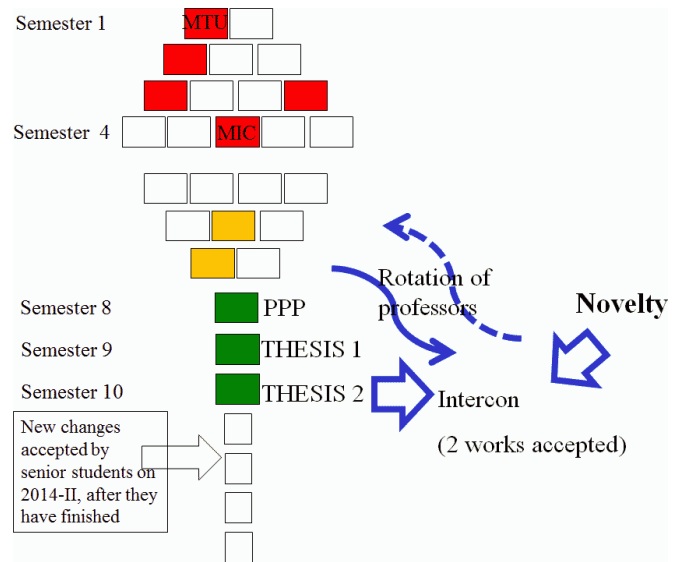 Semester 1
MTU
Semester 4
MIC
Rotation of
professors
Novelty
Semester 8
PPP
Semester 9
THESIS 1
Semester 10
THESIS 2
Intercon
(2 works accepted)
New changes
accepted by
senior students on
2014-II, after they
have finished